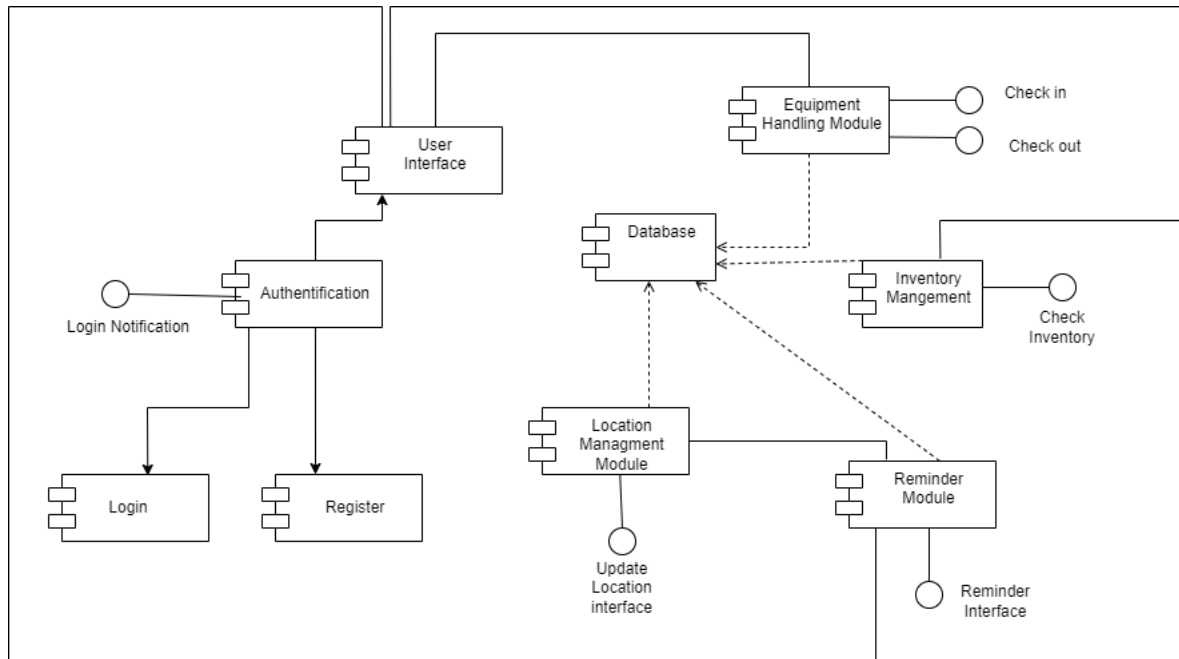 Equipment
Handling Module
Check in
Check out
User
Interface
Database
Authentification
Login Notification
Inventory
Mangement
Check
Inventory
Location
Managment
Module
Reminder
Module
Login
Register
Update
Location
interface
Reminder
Interface